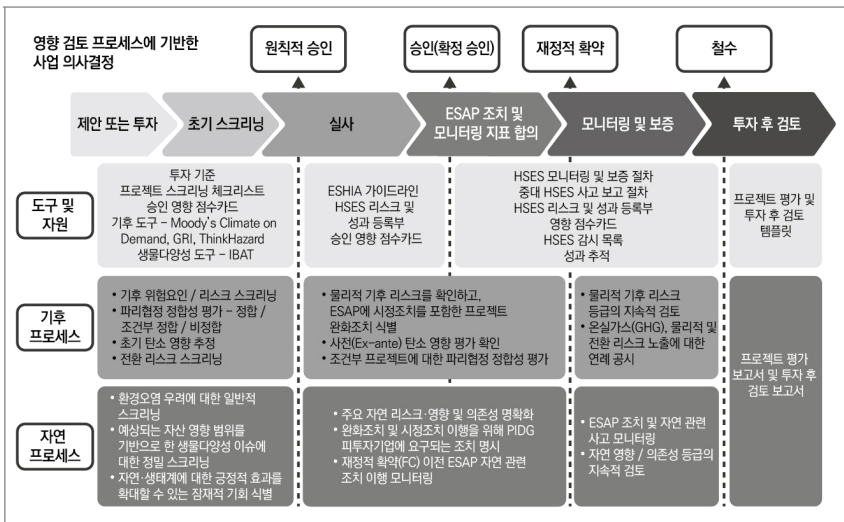 영향 검토 프로세스에 기반한
사업 의사결정
원칙적 승인
승인(확정 승인)
재정적 확약
철수
제안 또는 투자
초기 스크리닝
실사
ESAP 조치 및
모니터링 지표 합의
모니터링 및 보증
투자 후 검토
도구 및
자원
투자 기준
프로젝트 스크리닝 체크리스트
승인 영향 점수카드
기후 도구 – Moody's Climate on
Demand, GRI, ThinkHazard
생물다양성 도구 – IBAT
ESHIA 가이드라인
HSES 리스크 및
성과 등록부
승인 영향 점수카드
HSES 모니터링 및 보증 절차
중대 HSES 사고 보고 절차
HSES 리스크 및 성과 등록부
영향 점수카드
HSES 감시 목록
성과 추적
프로젝트 평가 및
투자 후 검토
템플릿
기후
프로세스
• 기후 위험요인 / 리스크 스크리닝
• 파리협정 정합성 평가 – 정합 /
조건부 정합 / 비정합
• 초기 탄소 영향 추정
• 전환 리스크 스크리닝
• 물리적 기후 리스크를 확인하고,
ESAP에 시정조치를 포함한 프로젝트
완화조치 식별
• 사전(Ex-ante) 탄소 영향 평가 확인
• 조건부 프로젝트에 대한 파리협정 정합성 평가
• 물리적 기후 리스크
등급의 지속적 검토
• 온실가스(GHG), 물리적 및
전환 리스크 노출에 대한
연례 공시
프로젝트 평가
보고서 및 투자 후
검토 보고서
자연
프로세스
• 환경오염 우려에 대한 일반적
스크리닝
• 예상되는 자산 영향 범위를
기반으로 한 생물다양성 이슈에
대한 정밀 스크리닝
• 자연·생태계에 대한 긍정적 효과를
확대할 수 있는 잠재적 기회 식별
• 주요 자연 리스크·영향 및 의존성 명확화
• 완화조치 및 시정조치 이행을 위해 PIDG
피투자기업에 요구되는 조치 명시
• 재정적 확약(FC) 이전 ESAP 자연 관련
조치 이행 모니터링
• ESAP 조치 및 자연 관련
사고 모니터링
• 자연 영향 / 의존성 등급의
지속적 검토